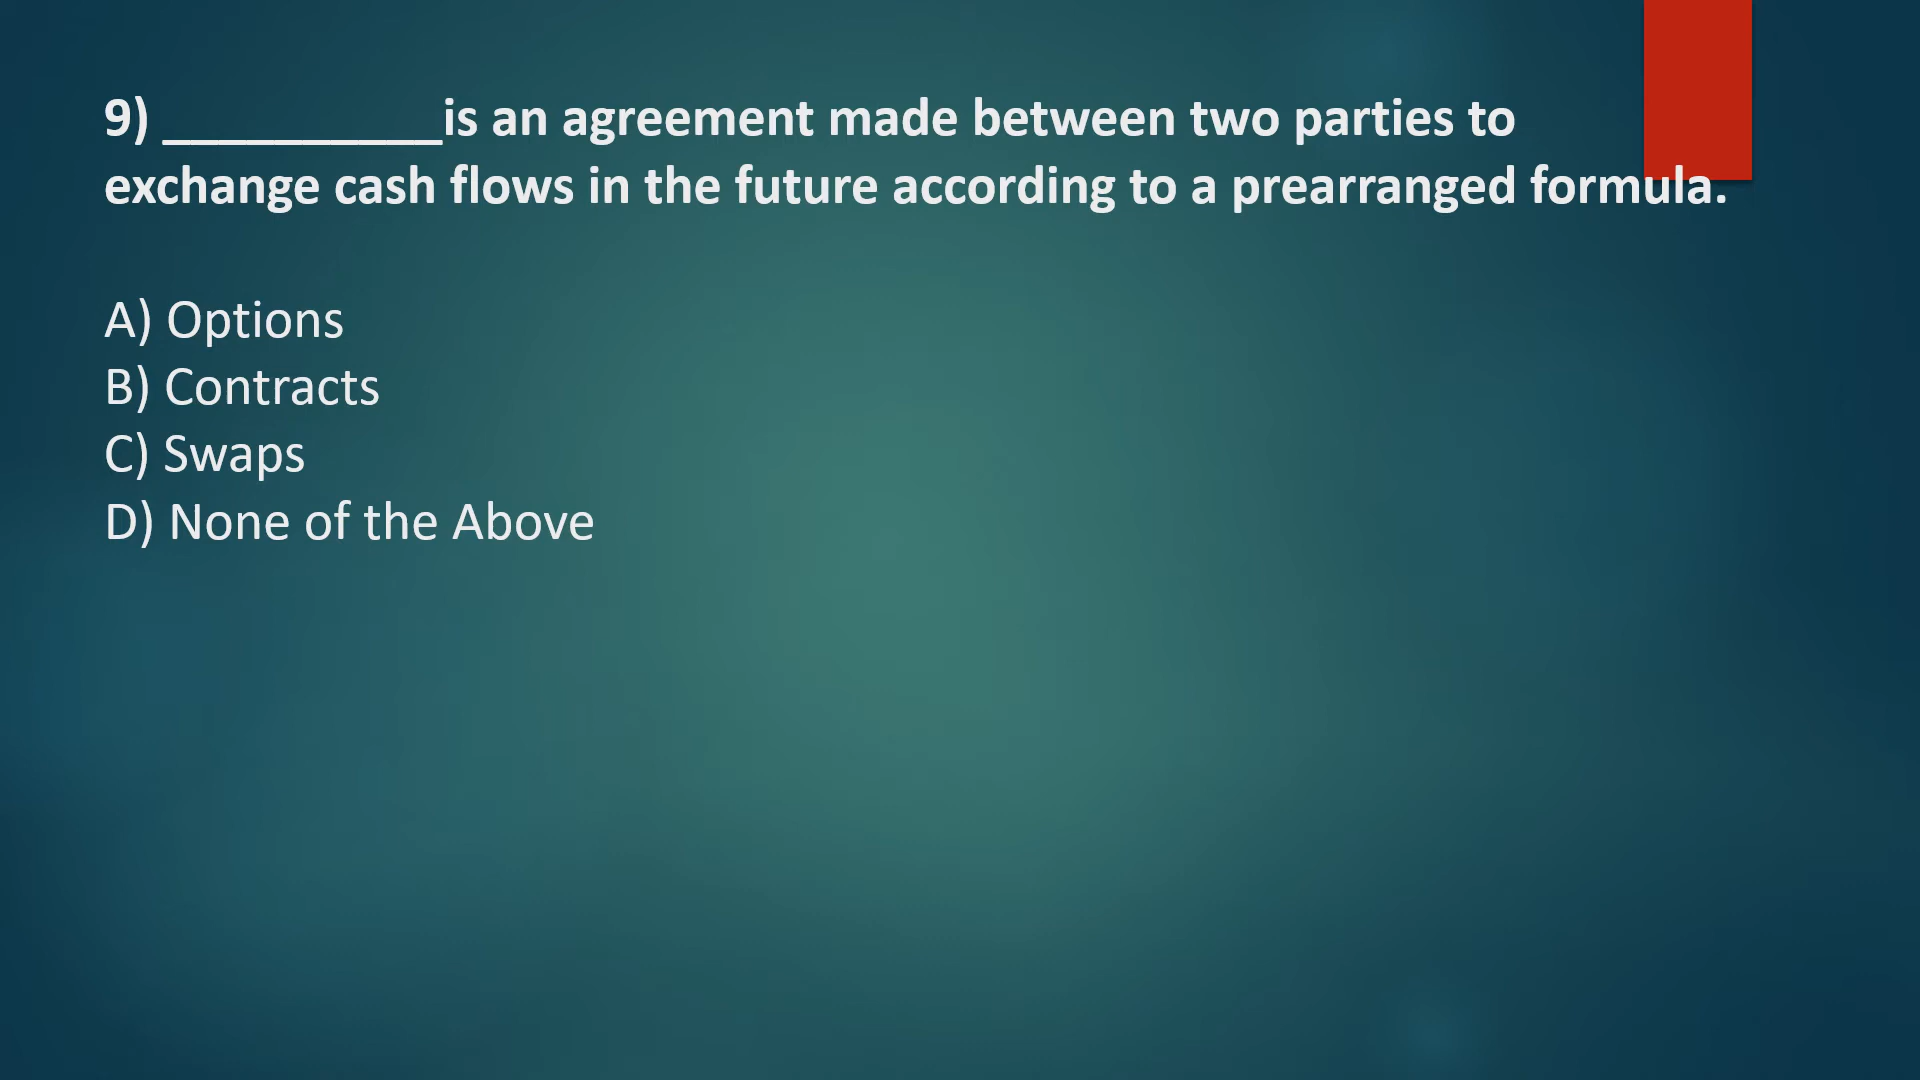 9) __________is an agreement made between two parties to
exchange cash flows in the future according to a prearranged formula.
A) Options
B) Contracts
C) Swaps
D) None of the Above